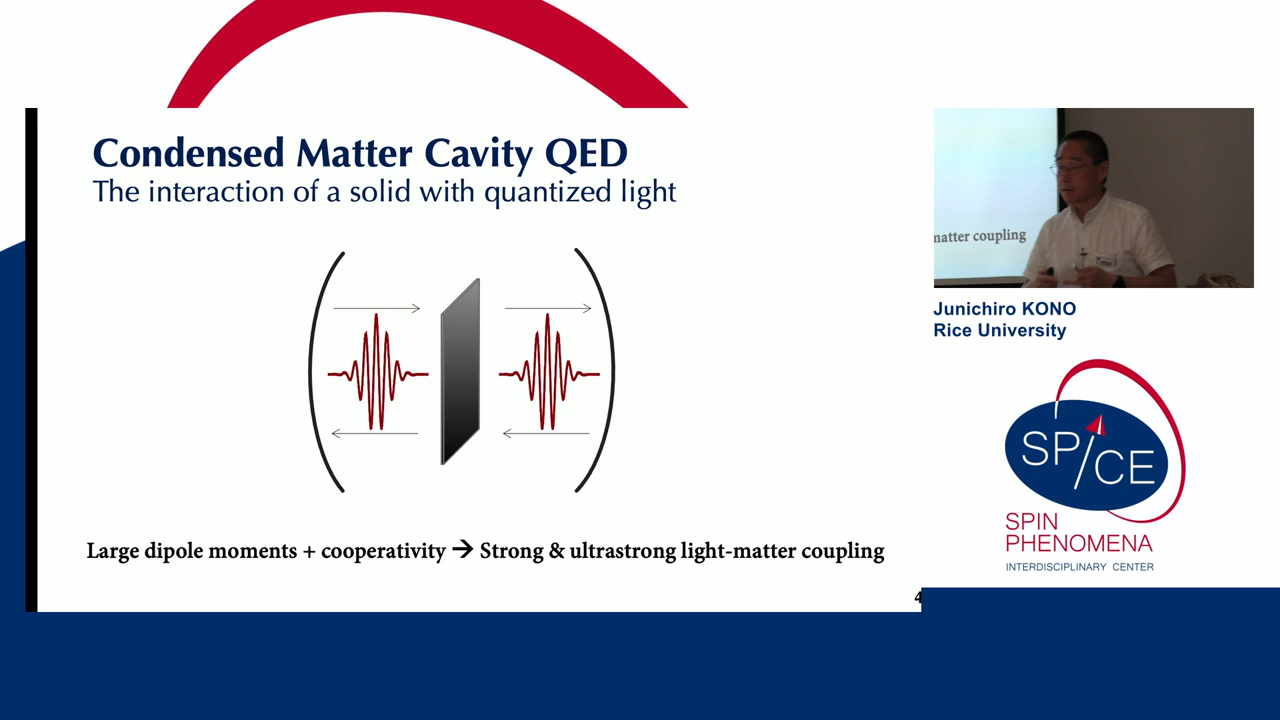 Condensed Matter Cavity QED
The interaction of a solid with quantized light
Large dipole moments + cooperativity → Strong & ultrastrong light-matter coupling
4
matter coupling
Junichiro KONO
Rice University
SP/CE
SPIN
PHENOMENA
INTERDISCIPLINARY CENTER